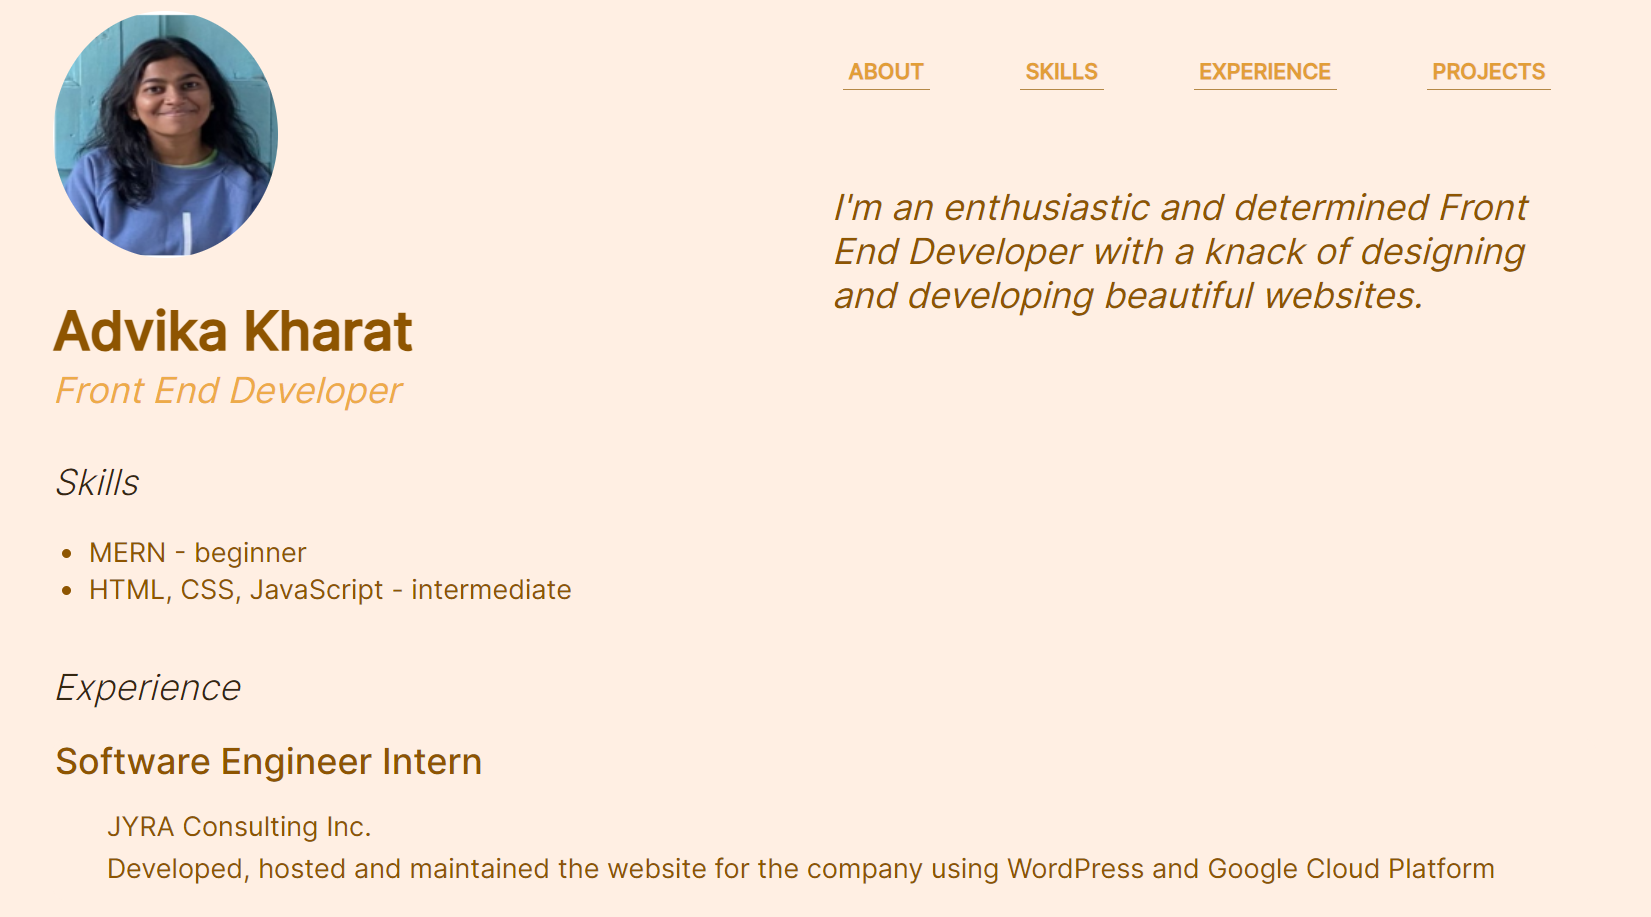 ABOUT SKILLS EXPERIENCE PROJECTS
I'm an enthusiastic and determined Front
End Developer with a knack of designing
and developing beautiful websites.
Advika Kharat
Front End Developer
Skills
• MERN - beginner
• HTML, CSS, JavaScript - intermediate
Experience
Software Engineer Intern
JYRA Consulting Inc.
Developed, hosted and maintained the website for the company using WordPress and Google Cloud Platform